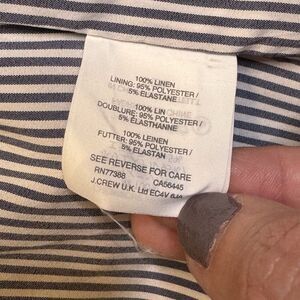 100% LINEN
LINING: 95% POLYESTER /
5% ELASTANE
100% LIN
DOUBLURE: 95% POLYESTER /
5% ÉLASTHANNE
100% LEINEN
FUTTER: 95% POLYESTER /
5% ELASTAN
SEE REVERSE FOR CARE
RN77388 CA56445
J.CREW U.K. Ltd EC4V